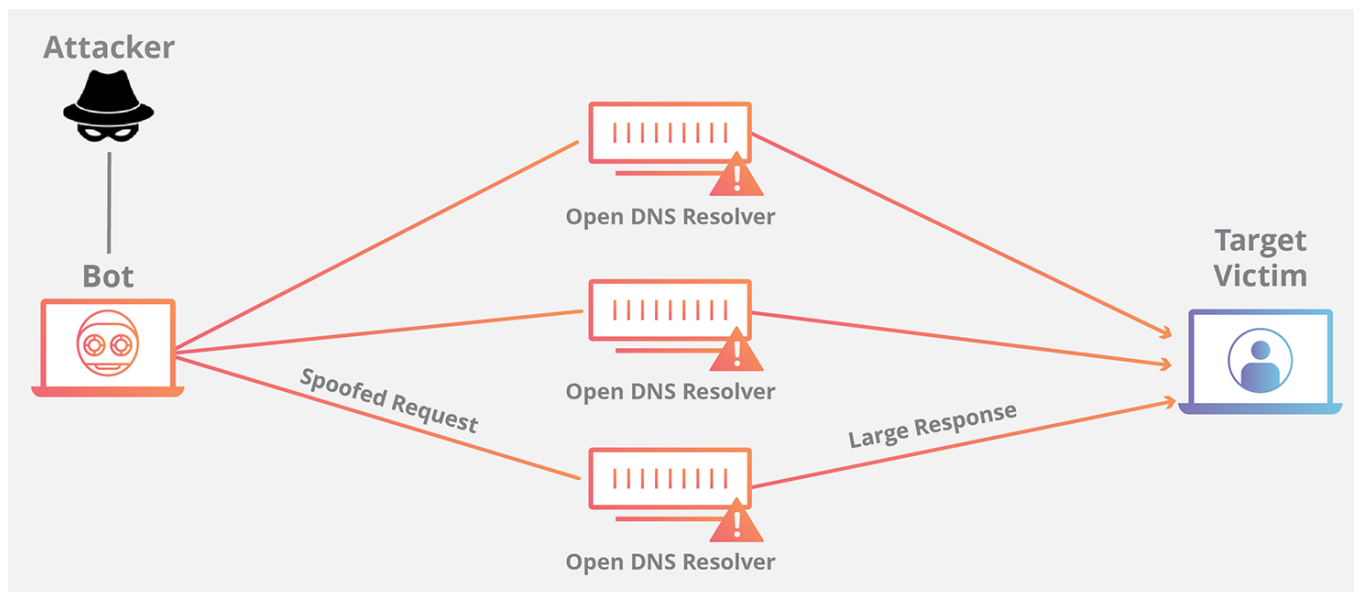 Attacker
Bot
Spoofed Request
Open DNS Resolver
Open DNS Resolver
Open DNS Resolver
Large Response
Target
Victim